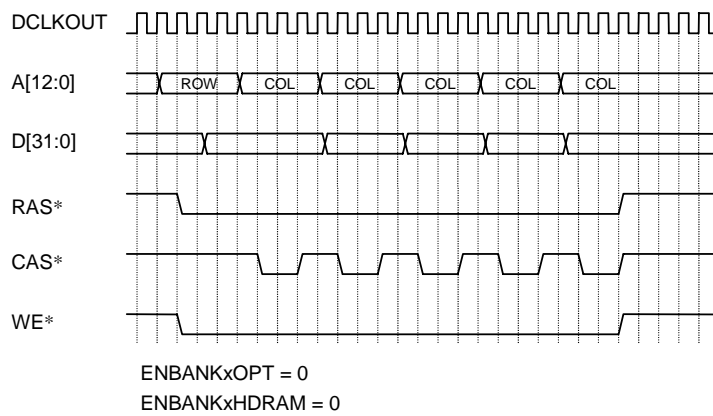 DCLKOUT
A[12:0]
ROW COL COL COL COL COL
D[31:0]
RAS*
CAS*
WE*
ENBANKxOPT = 0
ENBANKxHDRAM = 0